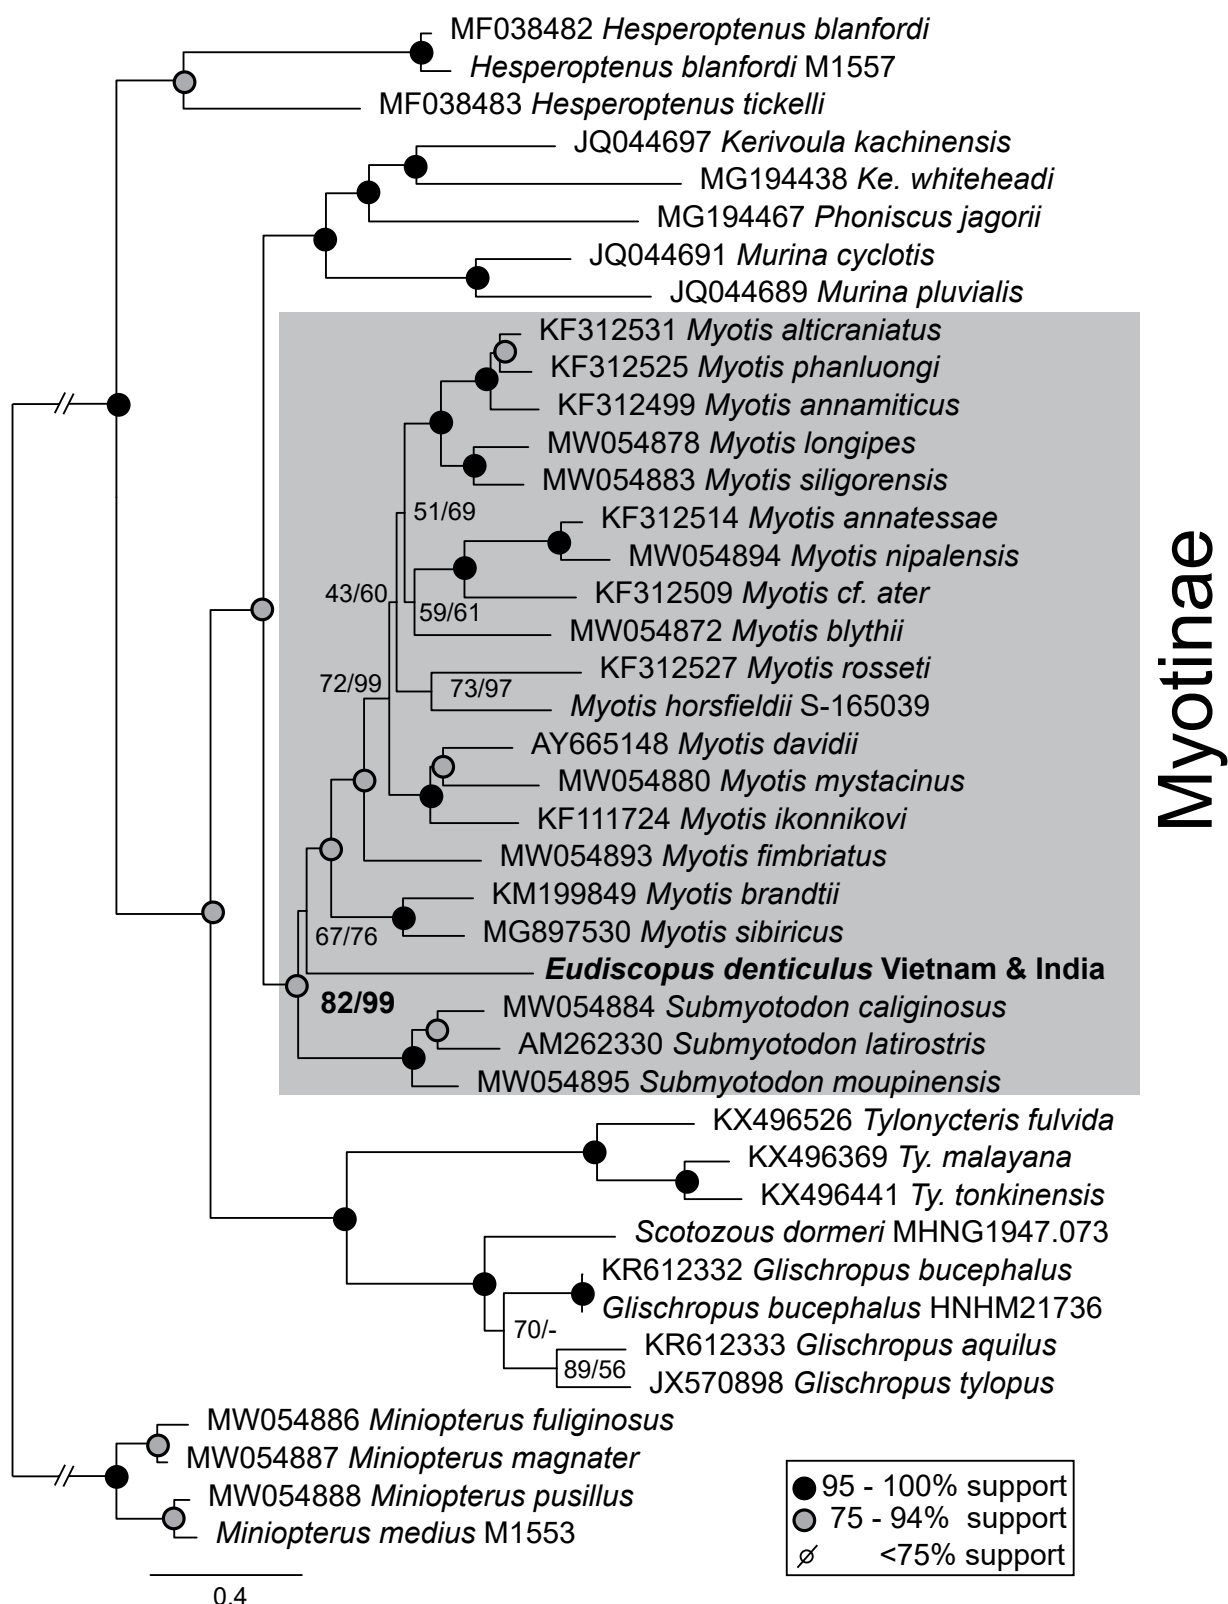 MF038482 Hesperoptenus blanfordi
Hesperoptenus blanfordi M1557
MF038483 Hesperoptenus tickelli
JQ044697 Kerivoula kachinensis
MG194438 Ke. whiteheadi
MG194467 Phoniscus jagorii
JQ044691 Murina cyclotis
JQ044689 Murina pluvialis
KF312531 Myotis alticraniatus
KF312525 Myotis phanluongi
KF312499 Myotis annamiticus
MW054878 Myotis longipes
MW054883 Myotis siligorensis
51/69
KF312514 Myotis annatessae
MW054894 Myotis nipalensis
43/60
KF312509 Myotis cf. ater
59/61
MW054872 Myotis blythii
KF312527 Myotis rosseti
72/99
73/97
Myotis horsfieldii S-165039
AY665148 Myotis davidii
MW054880 Myotis mystacinus
KF111724 Myotis ikonnikovi
MW054893 Myotis fimbriatus
KM199849 Myotis brandtii
MG897530 Myotis sibiricus
67/76
Eudiscopus denticulus Vietnam & India
82/99
MW054884 Submyotodon caliginosus
AM262330 Submyotodon latirostris
MW054895 Submyotodon moupinensis
Myotinae
KX496526 Tylonycteris fulvida
KX496369 Ty. malayana
KX496441 Ty. tonkinensis
Scotozous dormeri MHNG1947.073
KR612332 Glischropus bucephalus
Glischropus bucephalus HNHM21736
70/-
KR612333 Glischropus aquilus
89/56
JX570898 Glischropus tylopus
MW054886 Miniopterus fuliginosus
MW054887 Miniopterus magnater
MW054888 Miniopterus pusillus
Miniopterus medius M1553
95 - 100% support
75 - 94% support
<75% support
0.4